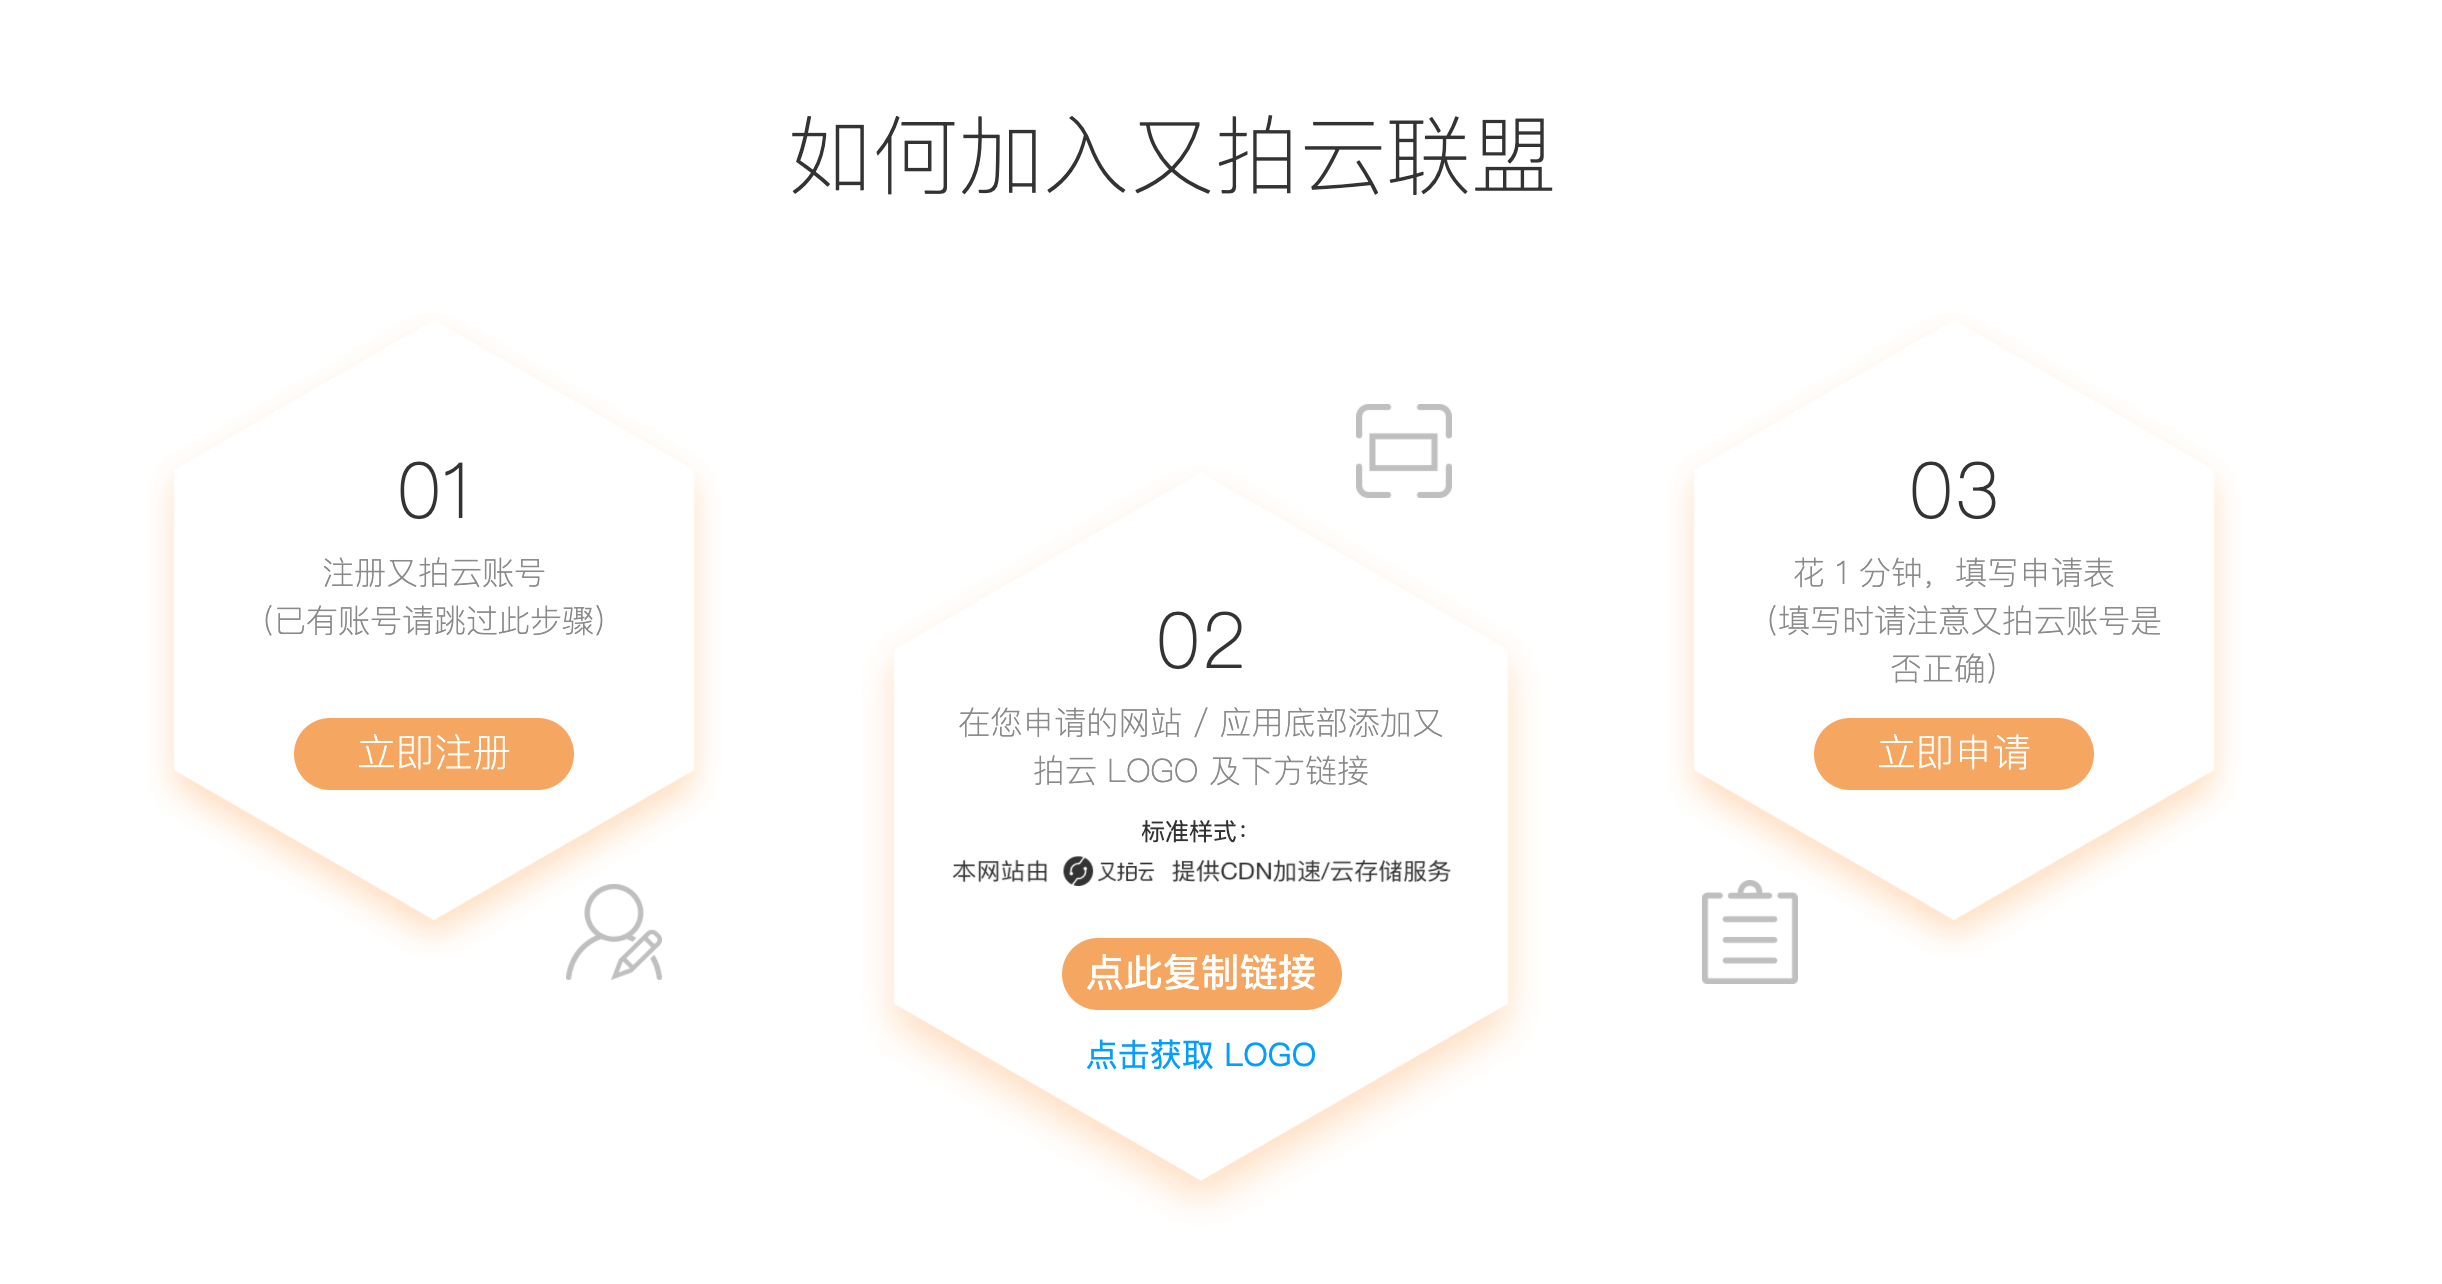 如何加入又拍云联盟
01
注册又拍云账号
（已有账号请跳过此步骤）
立即注册
02
在您申请的网站 / 应用底部添加又
拍云 LOGO 及下方链接
标准样式：
本网站由 又拍云 提供CDN加速/云存储服务
点此复制链接
点击获取 LOGO
03
花 1 分钟，填写申请表
（填写时请注意又拍云账号是
否正确）
立即申请